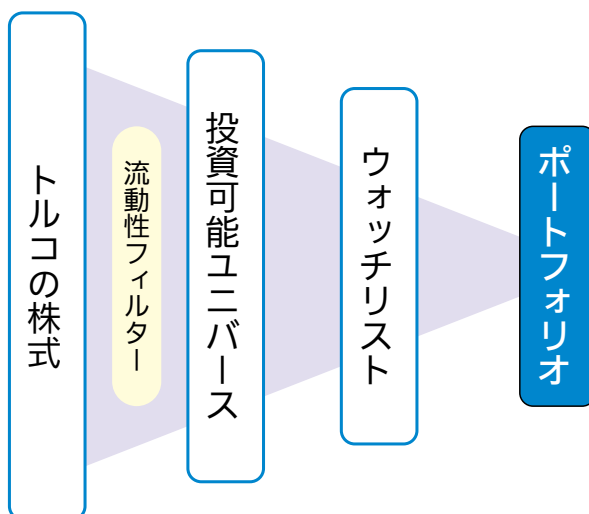 トルコの株式
流動性フィルター
投資可能ユニバース
ウォッチリスト
ポートフォリオ